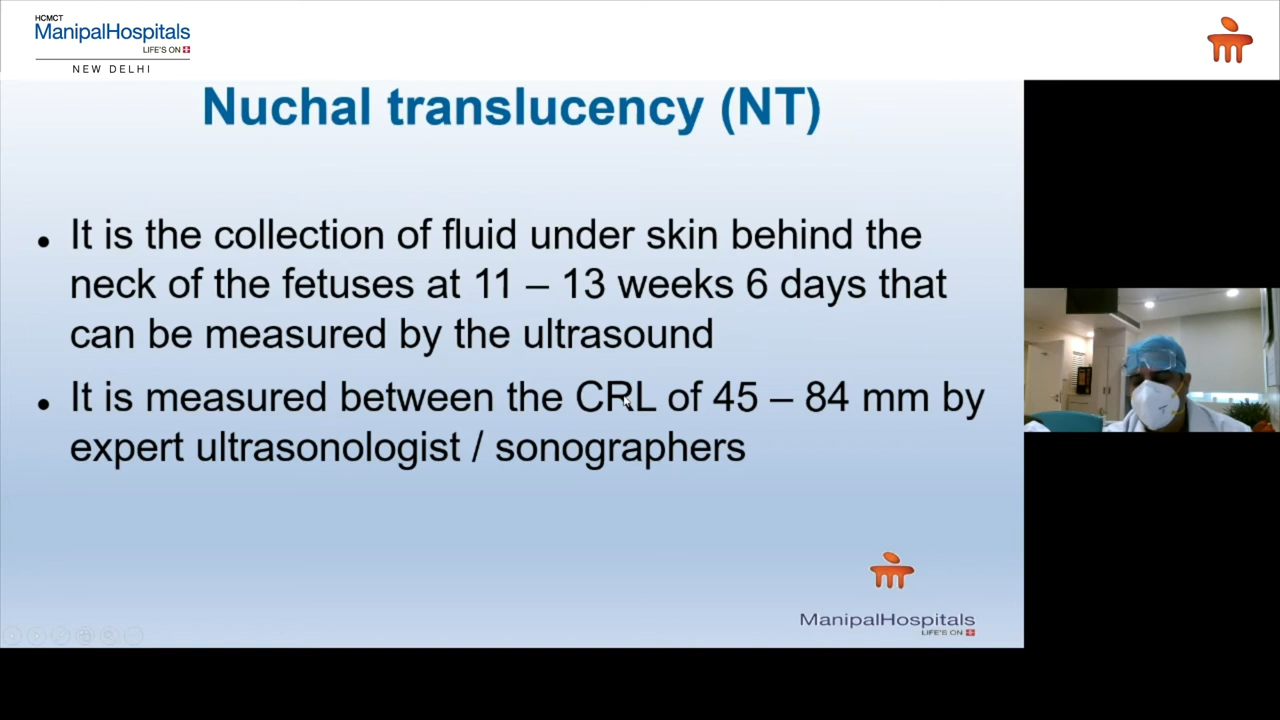 HCMCT
ManipalHospitals
LIFE'S ON
NEW DELHI
Nuchal translucency (NT)
• It is the collection of fluid under skin behind the
neck of the fetuses at 11 – 13 weeks 6 days that
can be measured by the ultrasound
• It is measured between the CRL of 45 – 84 mm by
expert ultrasonologist / sonographers
ManipalHospitals
LIFE'S ON